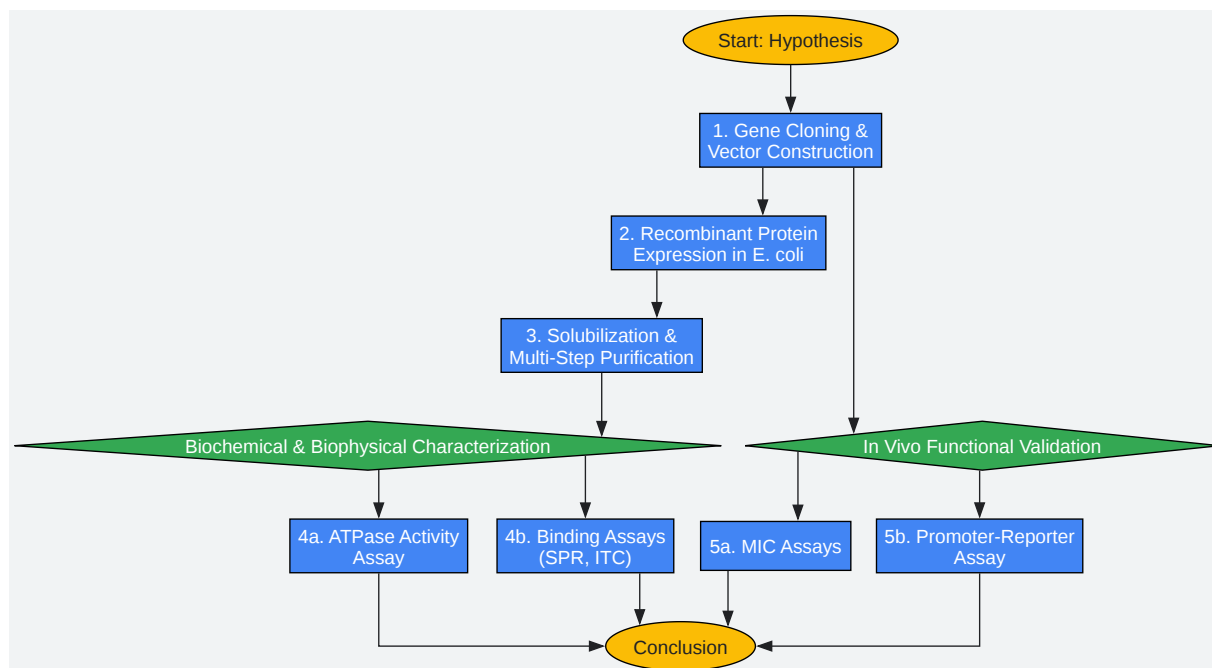 Start: Hypothesis
1. Gene Cloning &
Vector Construction
2. Recombinant Protein
Expression in E. coli
3. Solubilization &
Multi-Step Purification
Biochemical & Biophysical Characterization
In Vivo Functional Validation
4a. ATPase Activity
Assay
4b. Binding Assays
(SPR, ITC)
5a. MIC Assays
5b. Promoter-Reporter
Assay
Conclusion